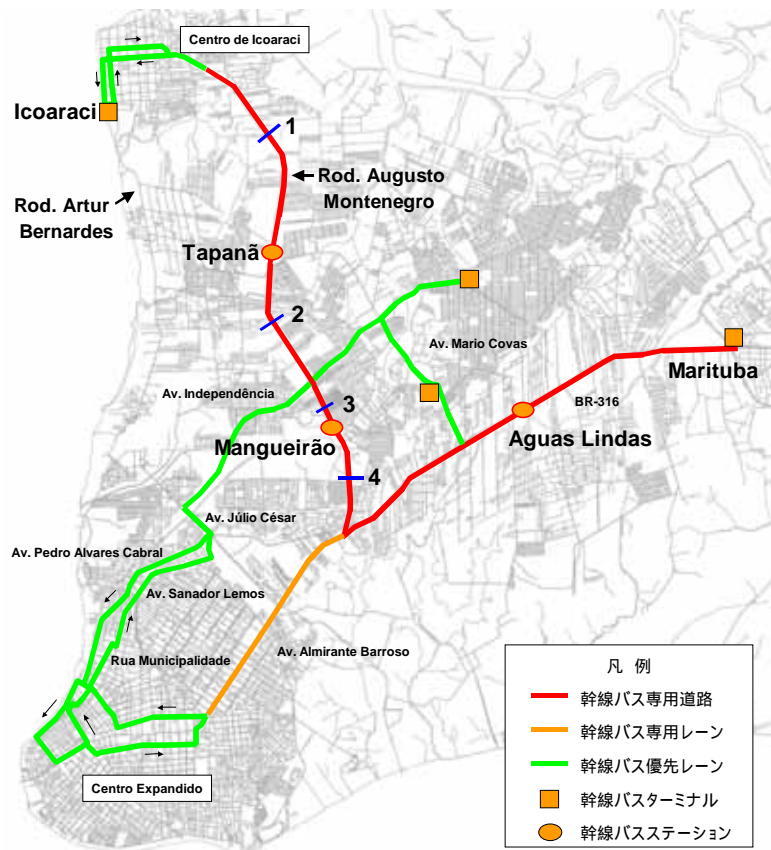 Centro de Icoaraci
Icoaraci
1
Rod. Augusto
Montenegro
Rod. Artur
Bernardes
Tapanã
2
Av. Mario Covas
Marituba
Av. Independência
3
BR-316
Mangueirão
Aguas Lindas
4
Av. Júlio César
Av. Pedro Alvares Cabral
Av. Sanador Lemos
Rua Municipalidade
Av. Almirante Barroso
Centro Expandido
凡 例
幹線バス専用道路
幹線バス専用レーン
幹線バス優先レーン
幹線バスターミナル
幹線バスステーション